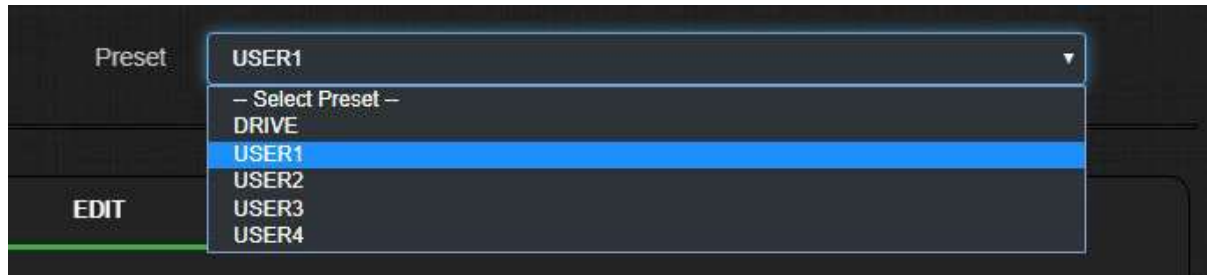 Preset USER1
– Select Preset –
DRIVE
USER1
USER2
EDIT
USER3
USER4